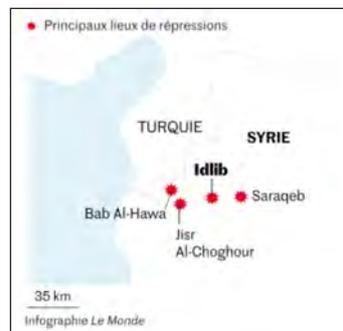 Principaux lieux de répressions
TURQUIE
SYRIE
Idlib
Saraqeb
Bab Al-Hawa
Jisr
Al-Choghour
35 km
Infographie Le Monde